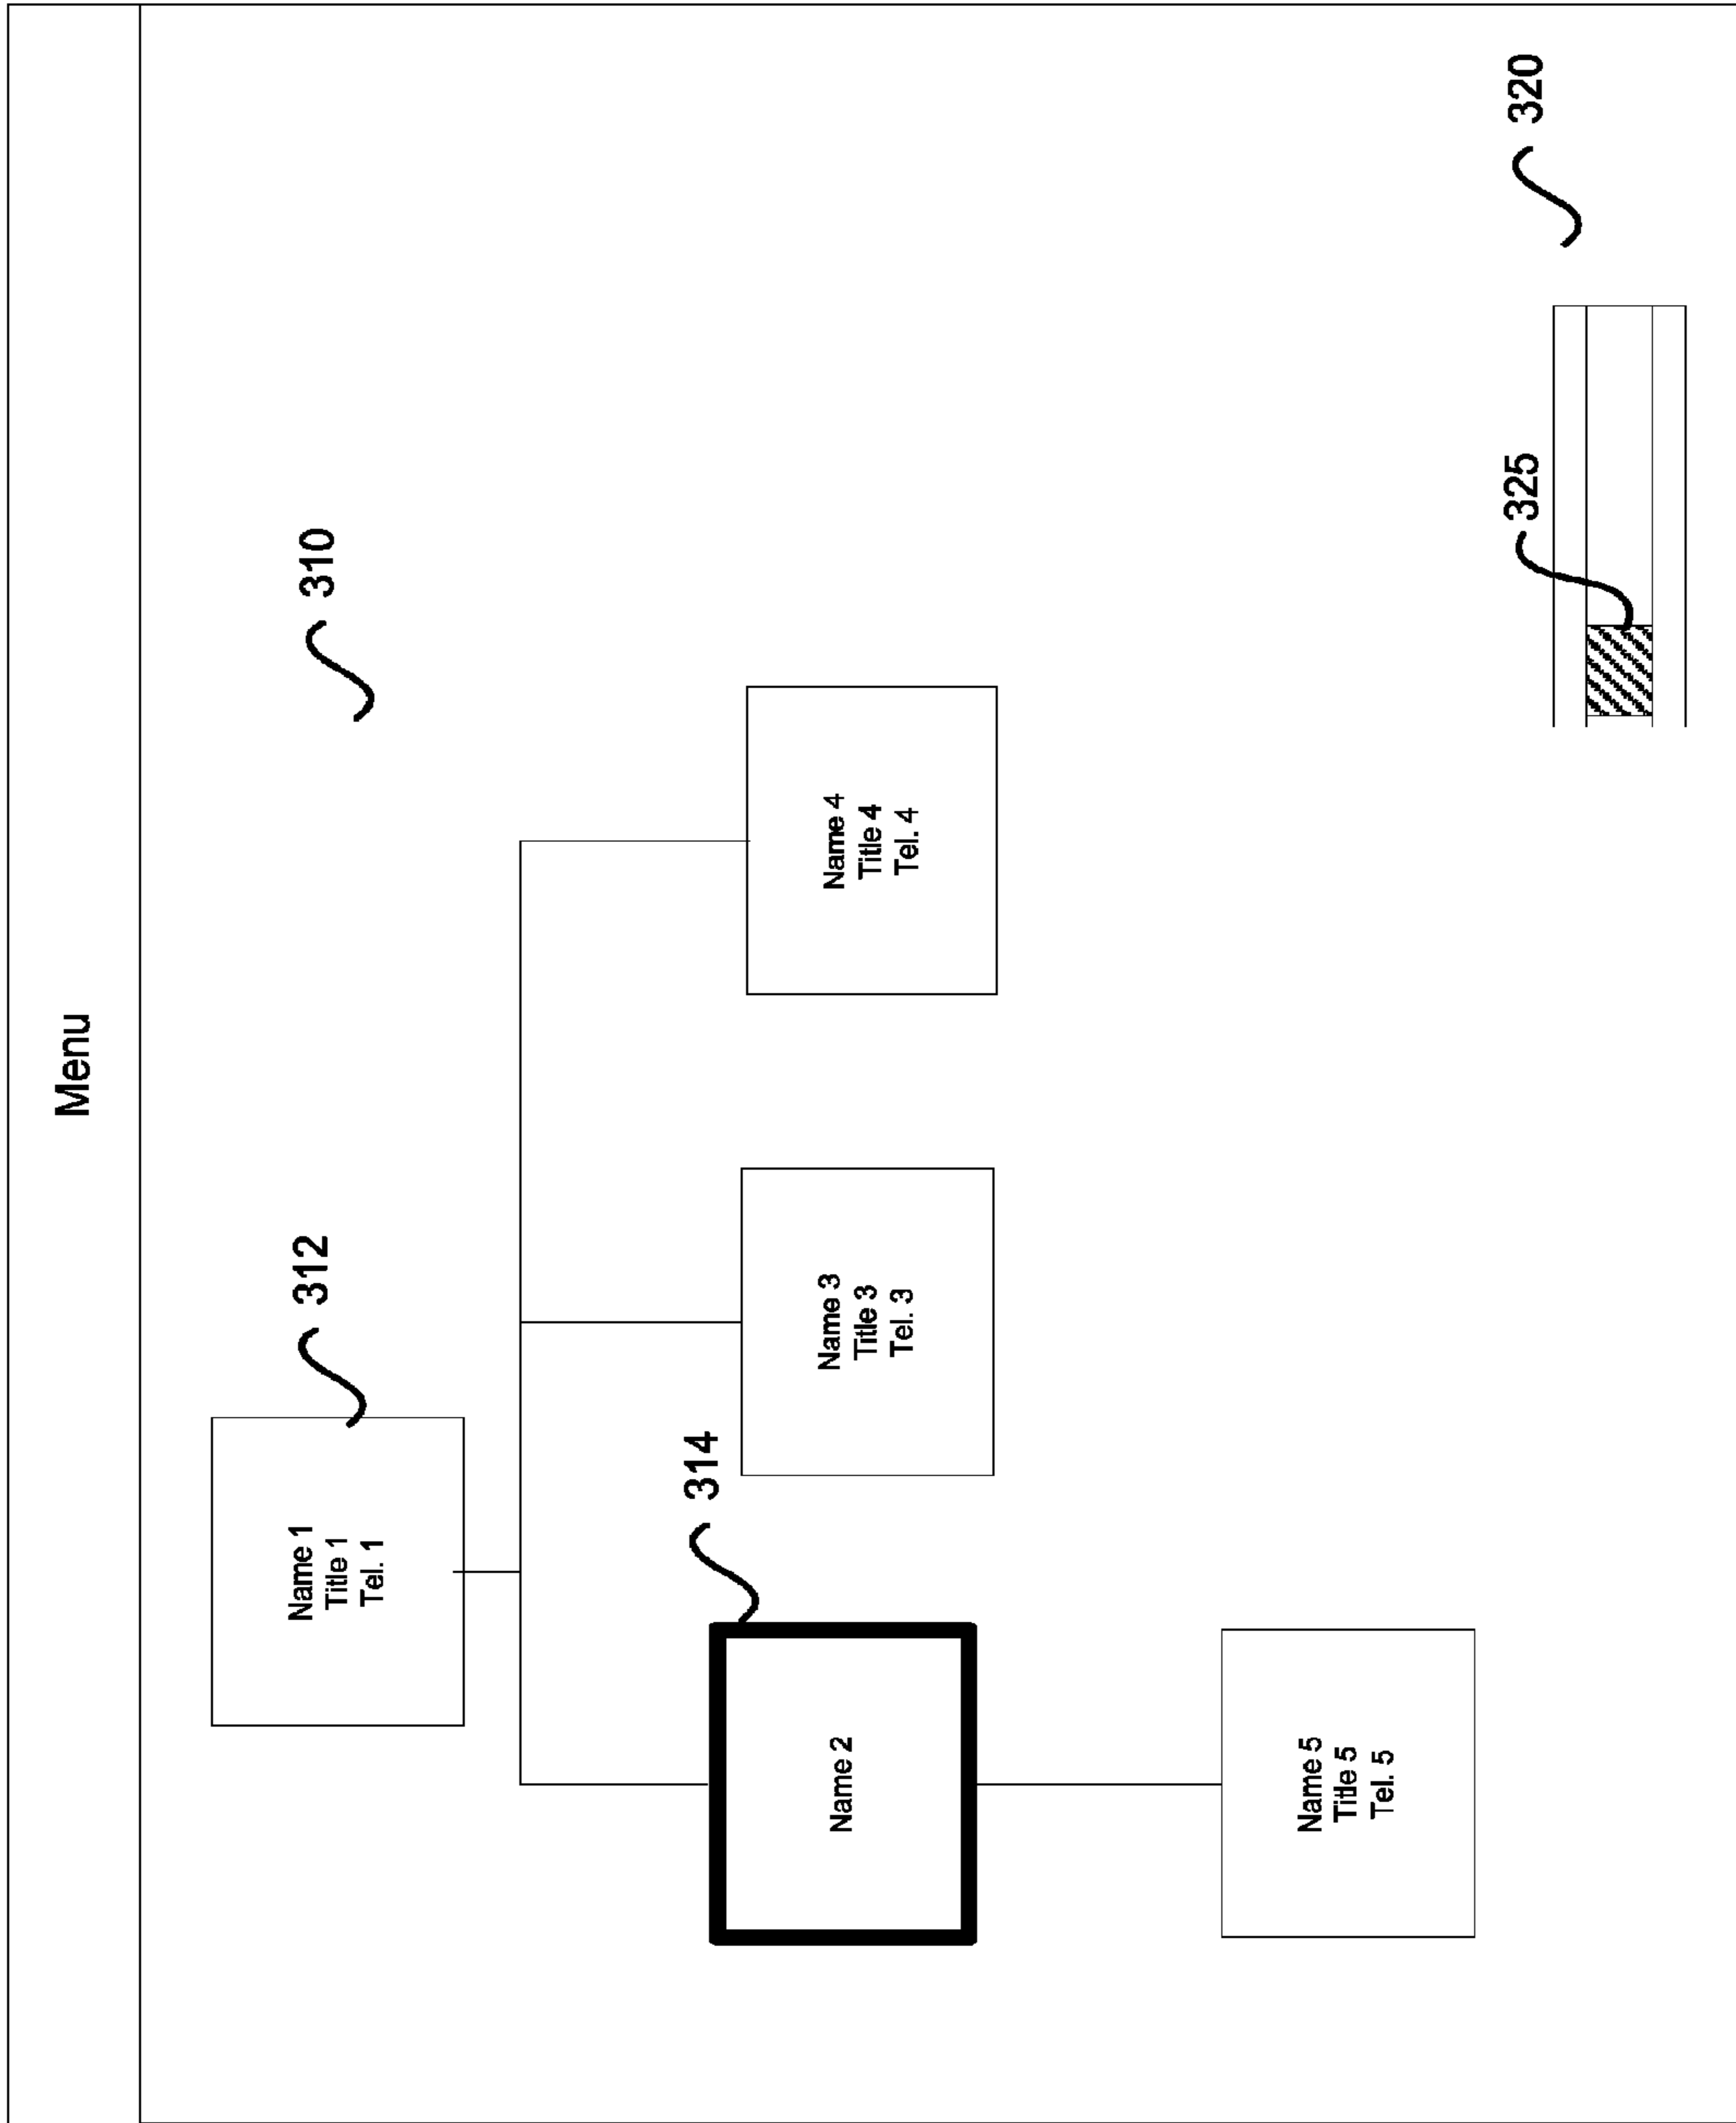 Menu
310
312
Name 1
Title 1
Tel. 1
314
Name 2
Name 3
Title 3
Tel. 3
Name 4
Title 4
Tel. 4
Name 5
Title 5
Tel. 5
325
320